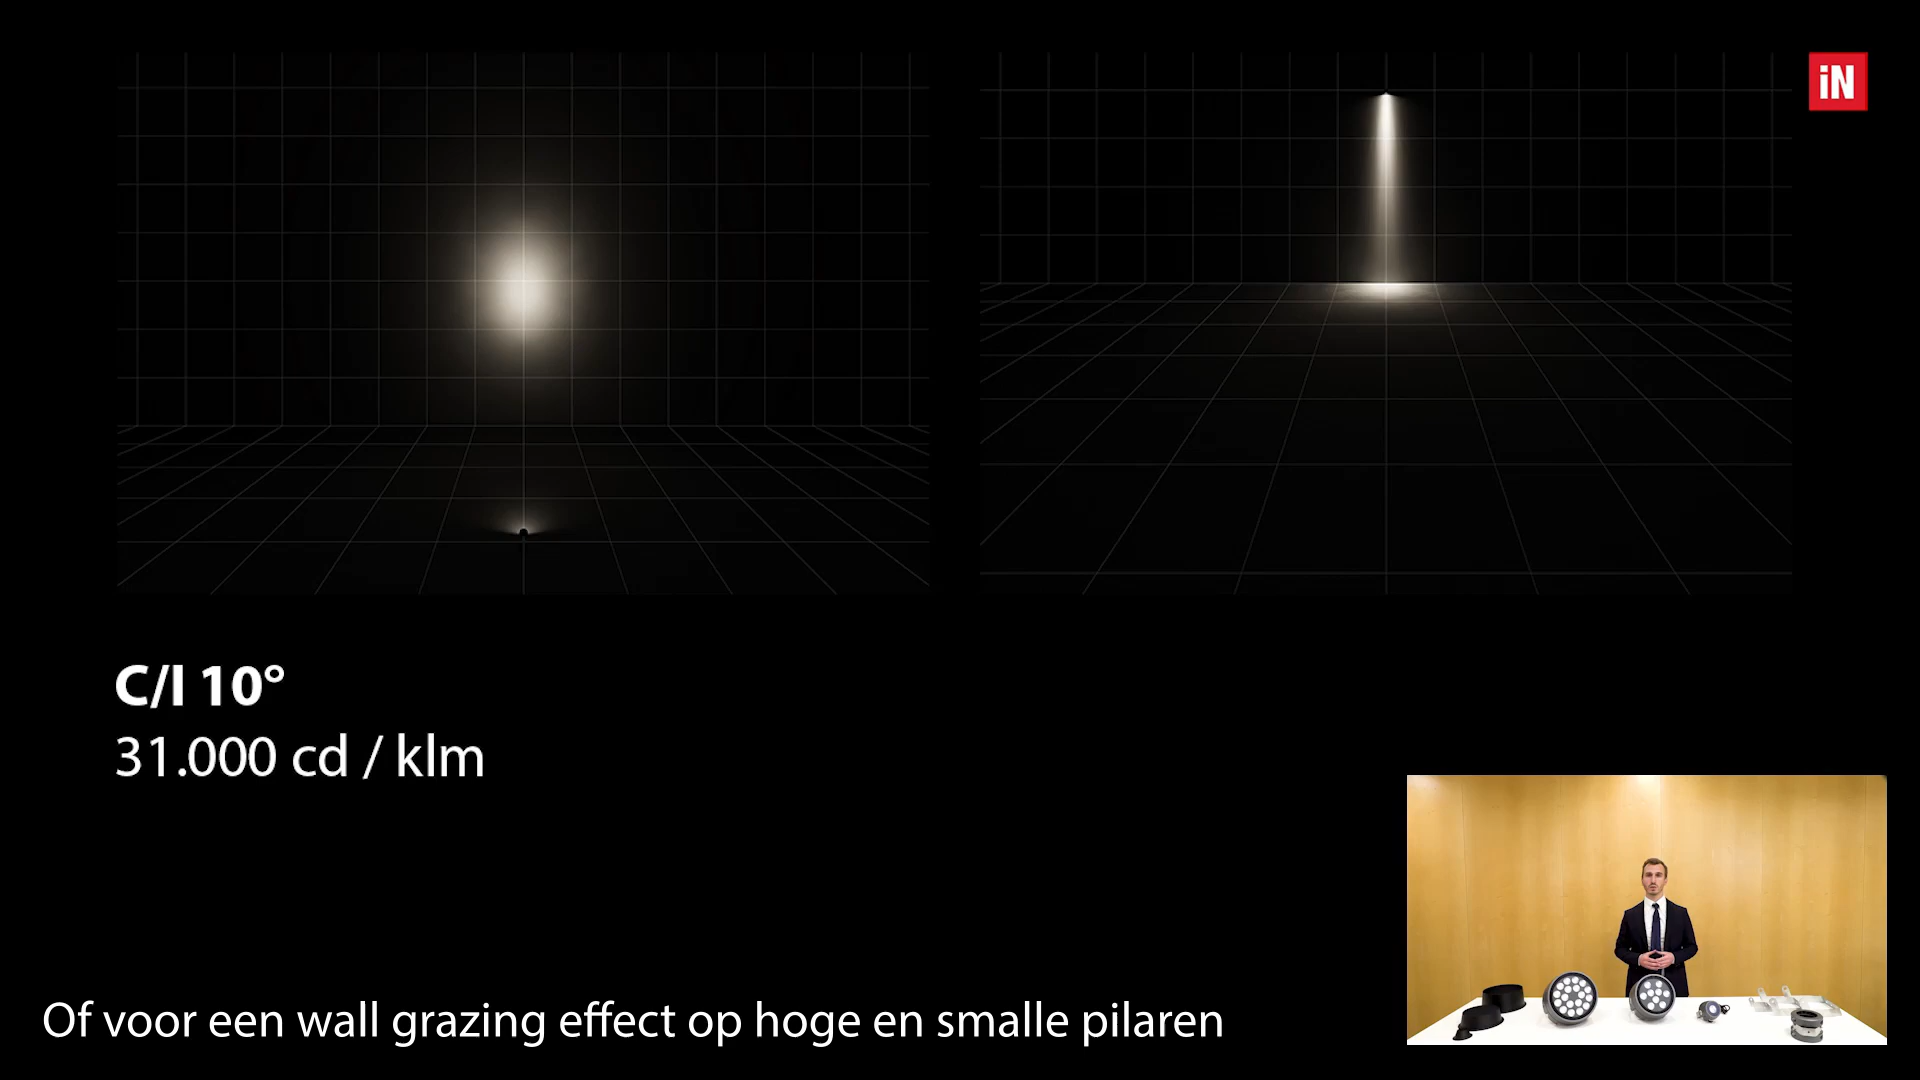 iN
C/I 10°
31.000 cd / klm
Of voor een wall grazing effect op hoge en smalle pilaren